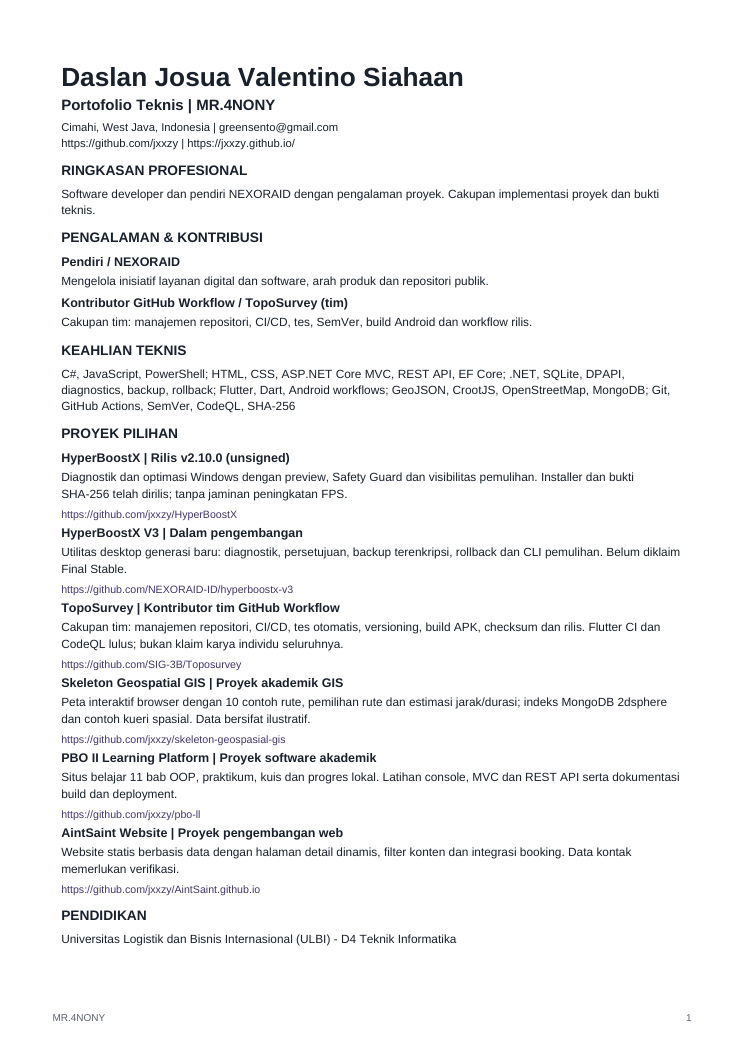 Daslan Josua Valentino Siahaan
Portofolio Teknis | MR.4NONY
Cimahi, West Java, Indonesia | greensento@gmail.com
https://github.com/jxxzy | https://jxxzy.github.io/
RINGKASAN PROFESIONAL
Software developer dan pendiri NEXORAID dengan pengalaman proyek. Cakupan implementasi proyek dan bukti
teknis.
PENGALAMAN & KONTRIBUSI
Pendiri / NEXORAID
Mengelola inisiatif layanan digital dan software, arah produk dan repositori publik.
Kontributor GitHub Workflow / TopoSurvey (tim)
Cakupan tim: manajemen repositori, CI/CD, tes, SemVer, build Android dan workflow rilis.
KEAHLIAN TEKNIS
C#, JavaScript, PowerShell; HTML, CSS, ASP.NET Core MVC, REST API, EF Core; .NET, SQLite, DPAPI,
diagnostics, backup, rollback; Flutter, Dart, Android workflows; GeoJSON, CrootJS, OpenStreetMap, MongoDB; Git,
GitHub Actions, SemVer, CodeQL, SHA-256
PROYEK PILIHAN
HyperBoostX | Rilis v2.10.0 (unsigned)
Diagnostik dan optimasi Windows dengan preview, Safety Guard dan visibilitas pemulihan. Installer dan bukti
SHA-256 telah dirilis; tanpa jaminan peningkatan FPS.
https://github.com/jxxzy/HyperBoostX
HyperBoostX V3 | Dalam pengembangan
Utilitas desktop generasi baru: diagnostik, persetujuan, backup terenkripsi, rollback dan CLI pemulihan. Belum diklaim
Final Stable.
https://github.com/NEXORAID-ID/hyperboostx-v3
TopoSurvey | Kontributor tim GitHub Workflow
Cakupan tim: manajemen repositori, CI/CD, tes otomatis, versioning, build APK, checksum dan rilis. Flutter CI dan
CodeQL lulus; bukan klaim karya individu seluruhnya.
https://github.com/SIG-3B/Toposurvey
Skeleton Geospatial GIS | Proyek akademik GIS
Peta interaktif browser dengan 10 contoh rute, pemilihan rute dan estimasi jarak/durasi; indeks MongoDB 2dsphere
dan contoh kueri spasial. Data bersifat ilustratif.
https://github.com/jxxzy/skeleton-geospasial-gis
PBO II Learning Platform | Proyek software akademik
Situs belajar 11 bab OOP, praktikum, kuis dan progres lokal. Latihan console, MVC dan REST API serta dokumentasi
build dan deployment.
https://github.com/jxxzy/pbo-ll
AintSaint Website | Proyek pengembangan web
Website statis berbasis data dengan halaman detail dinamis, filter konten dan integrasi booking. Data kontak
memerlukan verifikasi.
https://github.com/jxxzy/AintSaint.github.io
PENDIDIKAN
Universitas Logistik dan Bisnis Internasional (ULBI) - D4 Teknik Informatika
MR.4NONY
1